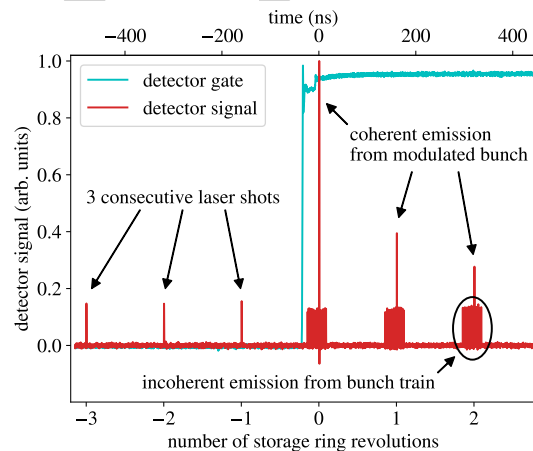 time (ns)
−400 −200 0 200 400
1.0
0.8
0.6
0.4
0.2
0.0
detector signal (arb. units)
detector gate
detector signal
coherent emission
from modulated bunch
3 consecutive laser shots
incoherent emission from bunch train
−3 −2 −1 0 1 2
number of storage ring revolutions